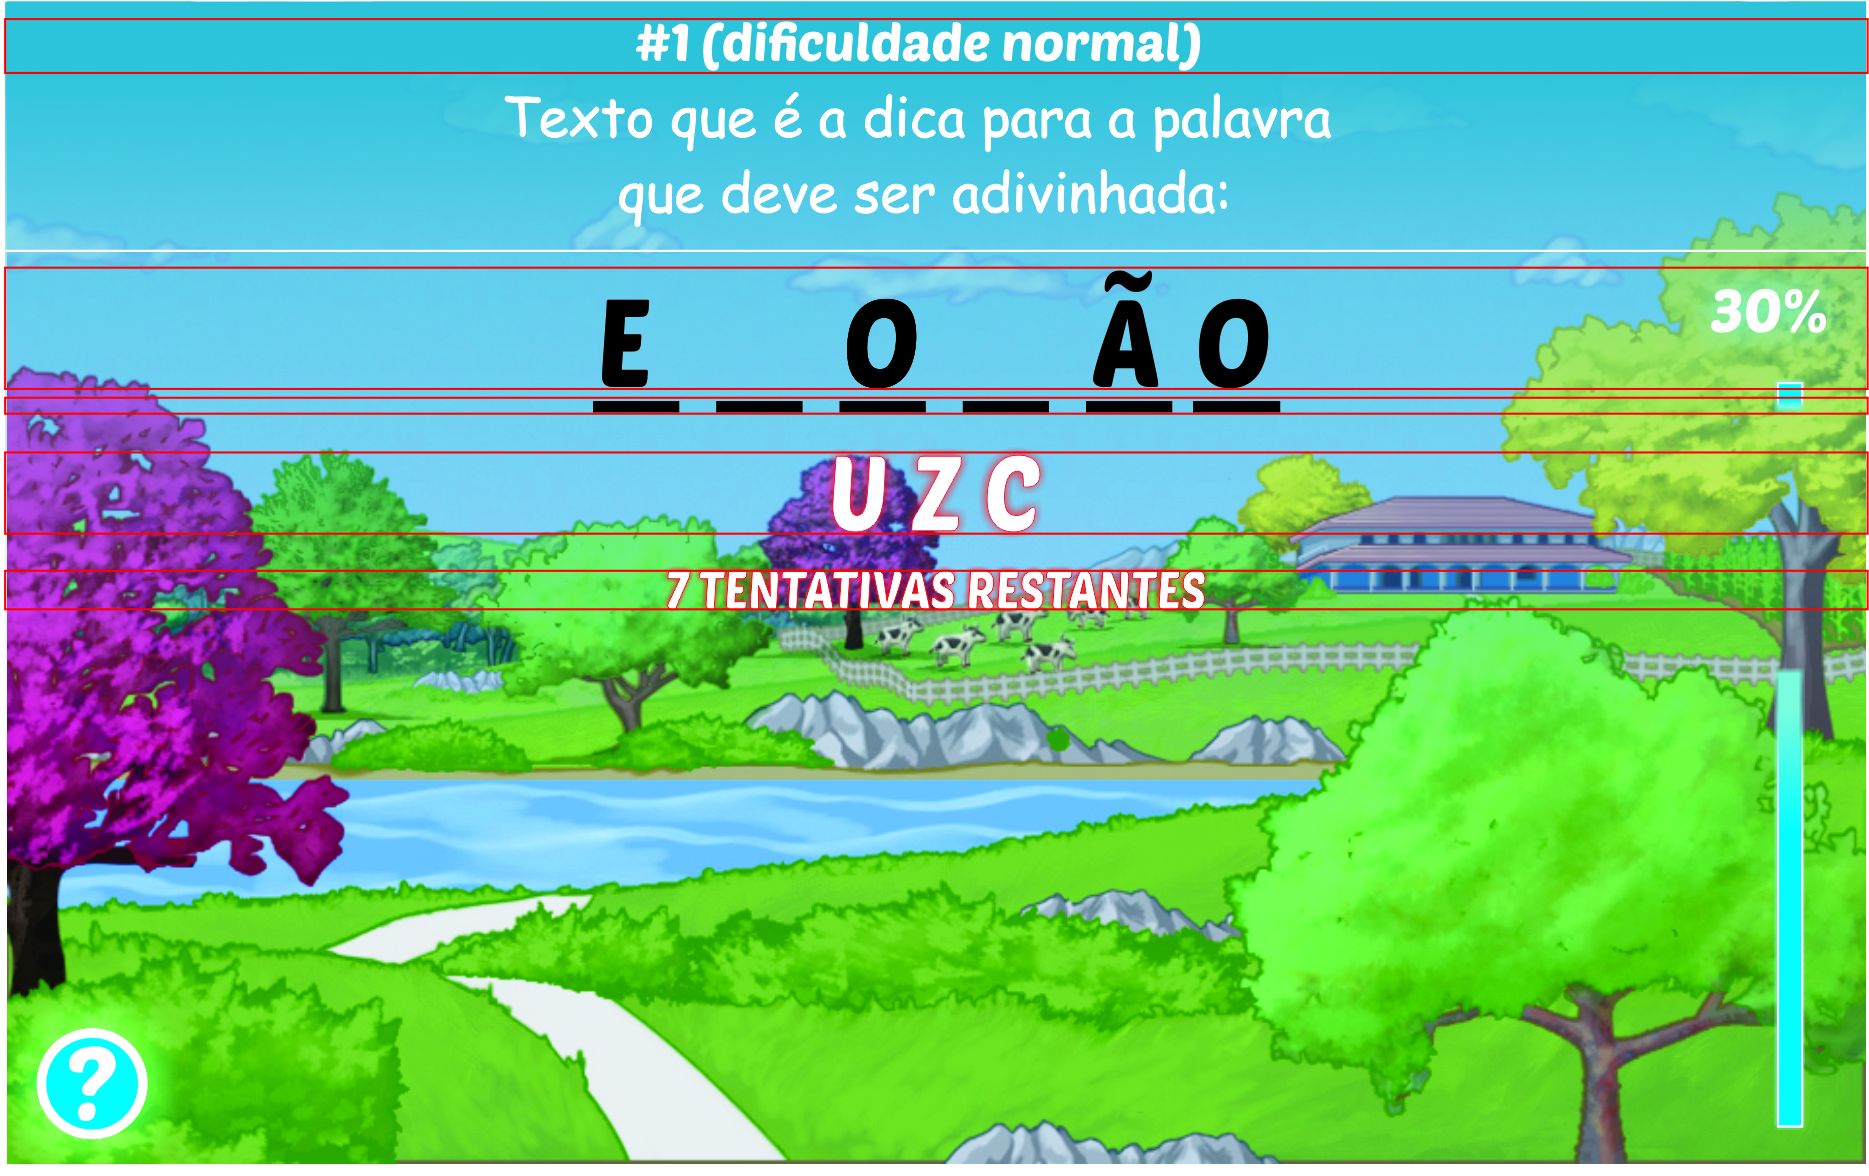 #1 (dificuldade normal)
Texto que é a dica para a palavra
que deve ser adivinhada:
E _ O _ Ã O
30%
U Z C
7 TENTATIVAS RESTANTES
?